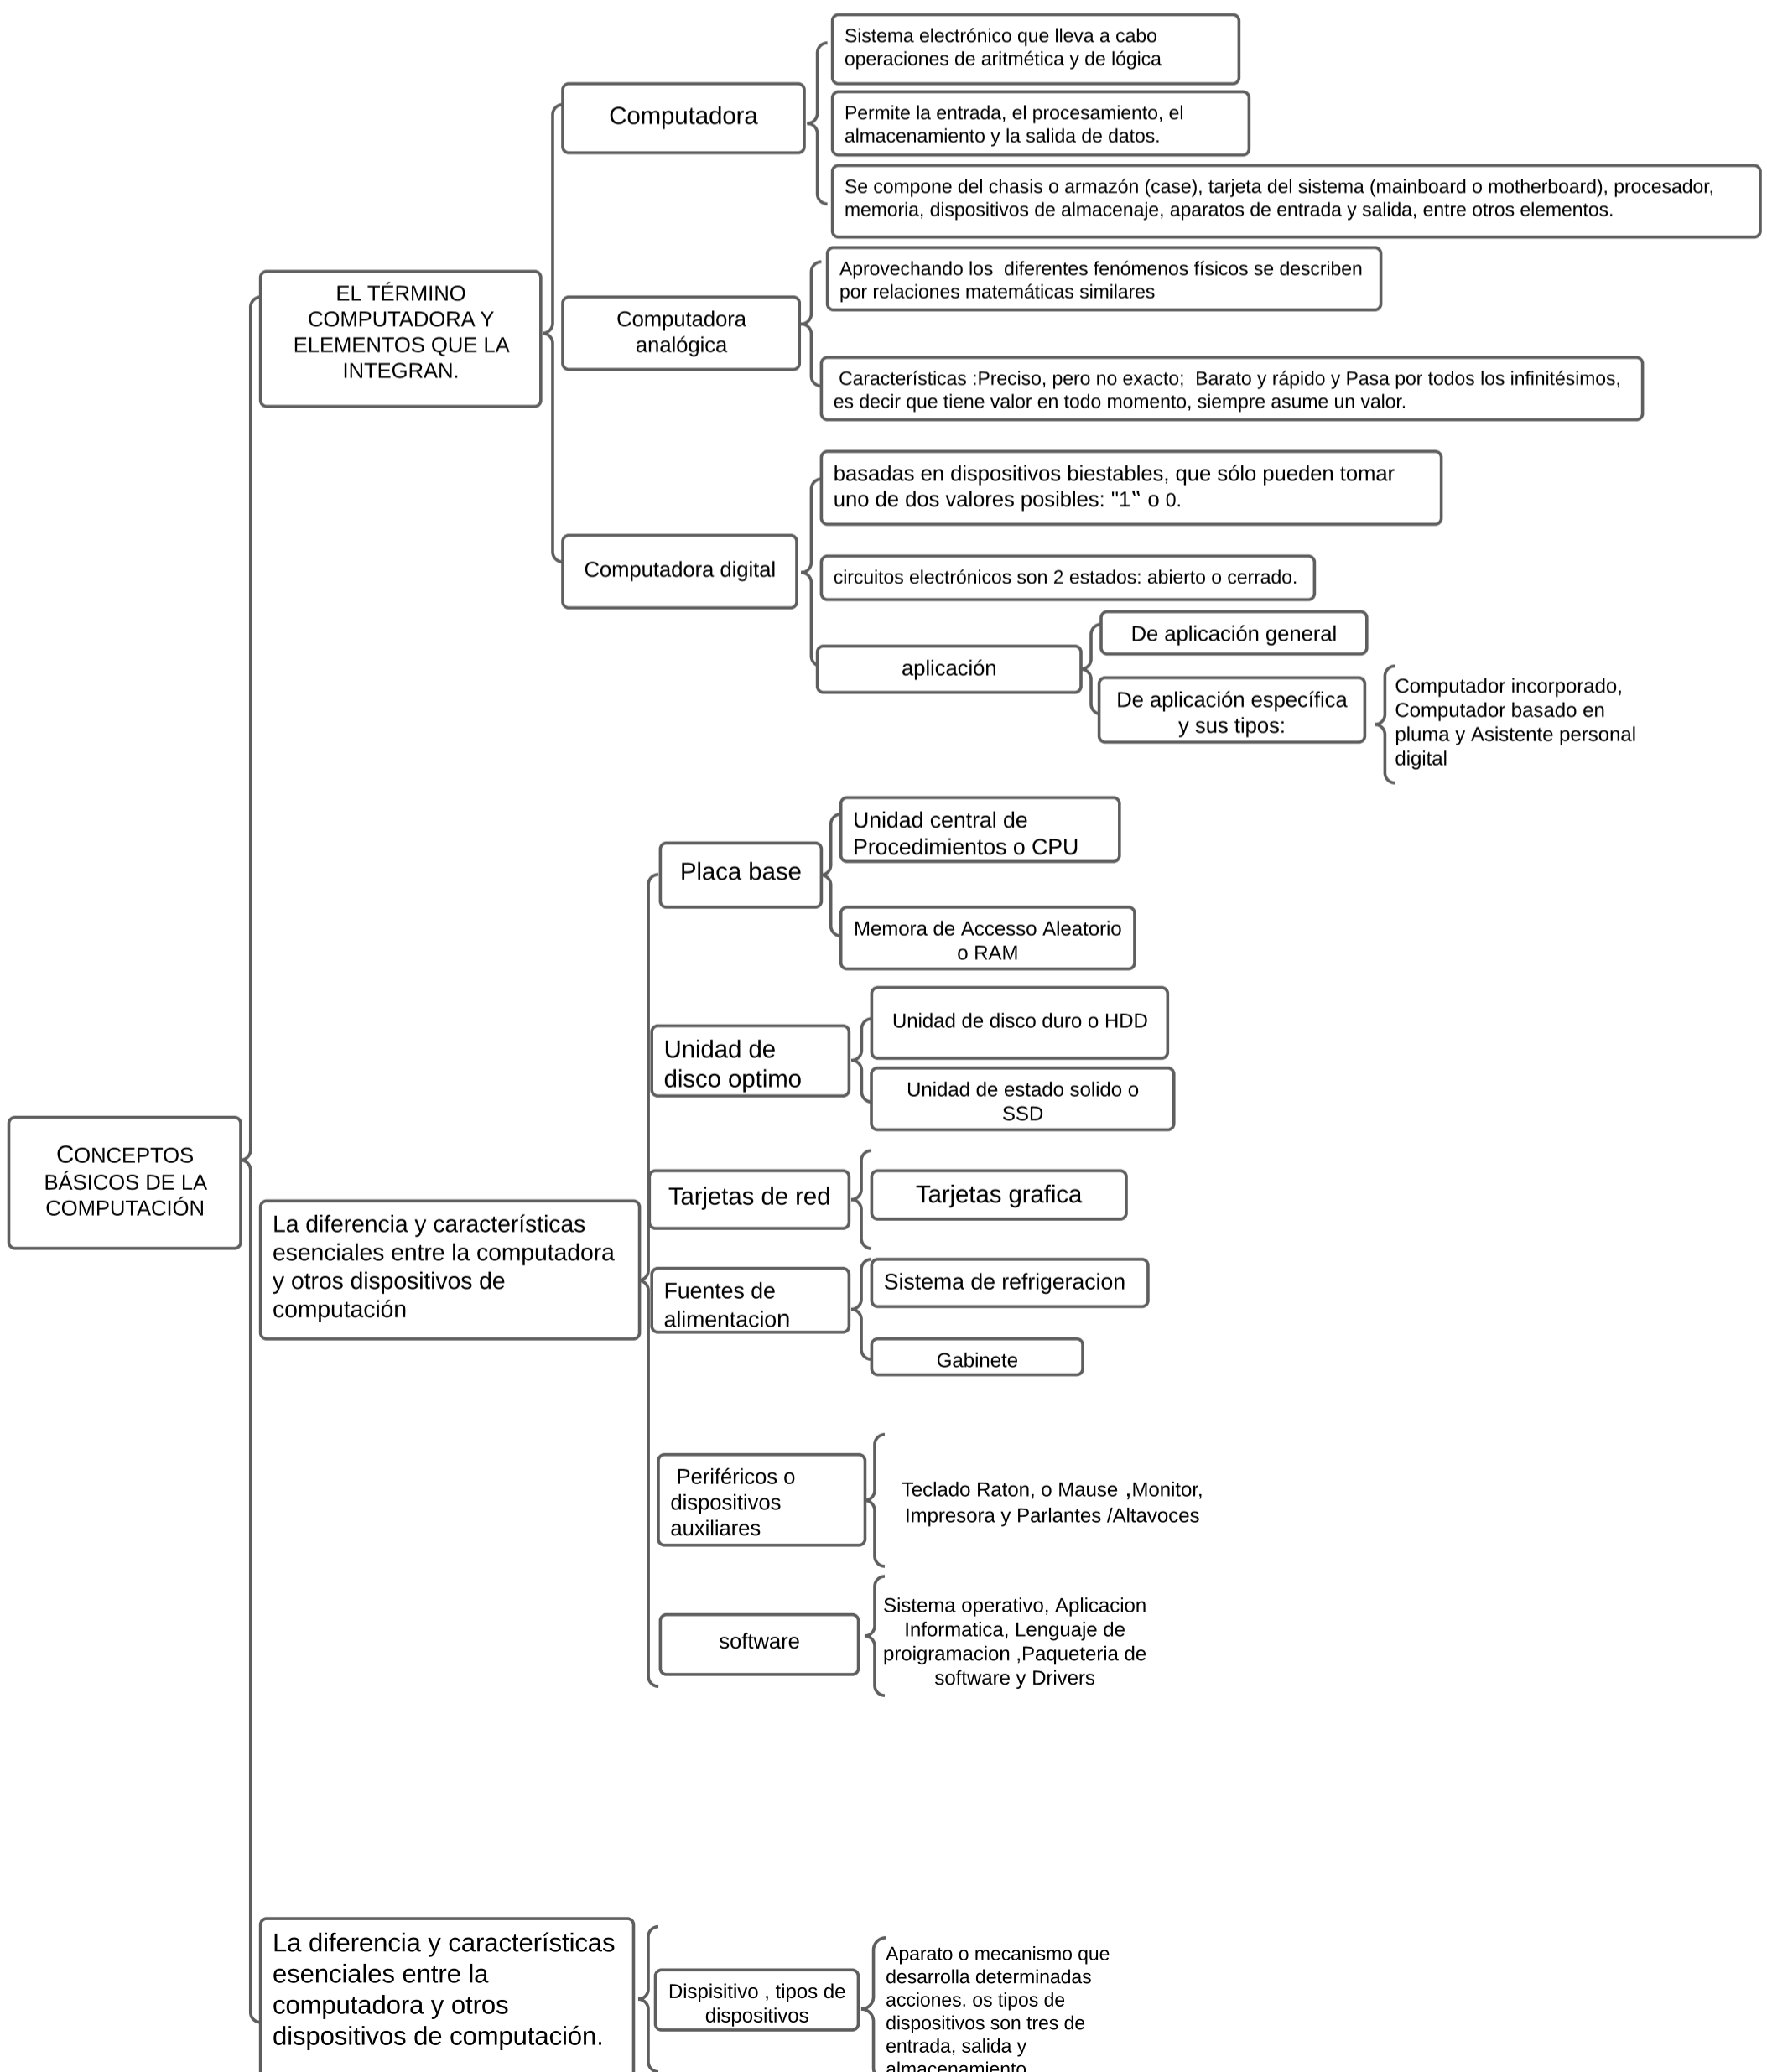 Sistema electrónico que lleva a cabo
operaciones de aritmética y de lógica
Computadora
Permite la entrada, el procesamiento, el
almacenamiento y la salida de datos.
Se compone del chasis o armazón (case), tarjeta del sistema (mainboard o motherboard), procesador,
memoria, dispositivos de almacenaje, aparatos de entrada y salida, entre otros elementos.
EL TÉRMINO
COMPUTADORA Y
ELEMENTOS QUE LA
INTEGRAN.
Computadora
analógica
Aprovechando los  diferentes fenómenos físicos se describen
por relaciones matemáticas similares
Características :Preciso, pero no exacto;  Barato y rápido y Pasa por todos los infinitésimos,
es decir que tiene valor en todo momento, siempre asume un valor.
Computadora digital
basadas en dispositivos biestables, que sólo pueden tomar
uno de dos valores posibles: "1‟ o 0.
circuitos electrónicos son 2 estados: abierto o cerrado.
aplicación
De aplicación general
De aplicación específica
y sus tipos:
Computador incorporado,
Computador basado en
pluma y Asistente personal
digital
CONCEPTOS
BÁSICOS DE LA
COMPUTACIÓN
La diferencia y características
esenciales entre la computadora
y otros dispositivos de
computación
Placa base
Unidad central de
Procedimientos o CPU
Memora de Accesso Aleatorio
o RAM
Unidad de
disco optimo
Unidad de disco duro o HDD
Unidad de estado solido o
SSD
Tarjetas de red
Tarjetas grafica
Fuentes de
alimentacion
Sistema de refrigeracion
Gabinete
Periféricos o
dispositivos
auxiliares
Teclado Raton, o Mause ,Monitor,
Impresora y Parlantes /Altavoces
software
Sistema operativo, Aplicacion
Informatica, Lenguaje de
proigramacion ,Paqueteria de
software y Drivers
La diferencia y características
esenciales entre la
computadora y otros
dispositivos de computación.
Dispisitivo , tipos de
dispositivos
Aparato o mecanismo que
desarrolla determinadas
acciones. os tipos de
dispositivos son tres de
entrada, salida y
almacenamiento